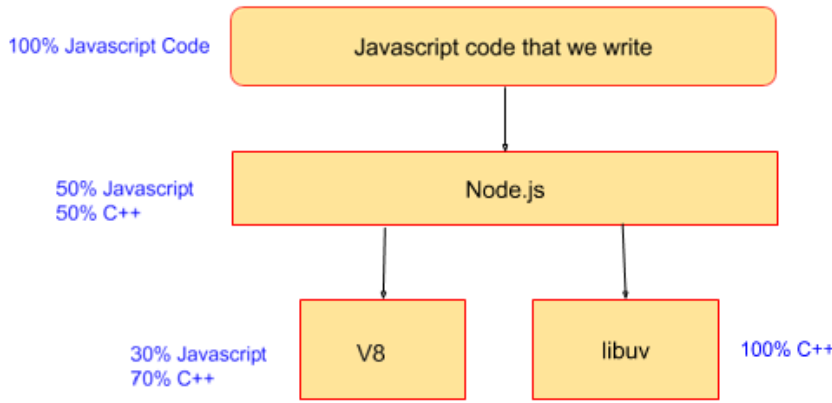 100% Javascript Code
Javascript code that we write
50% Javascript
50% C++
Node.js
30% Javascript
70% C++
V8
libuv
100% C++